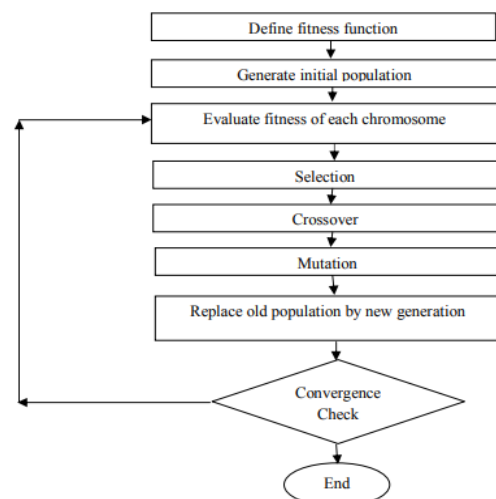 Define fitness function
Generate initial population
Evaluate fitness of each chromosome
Selection
Crossover
Mutation
Replace old population by new generation
Convergence
Check
End